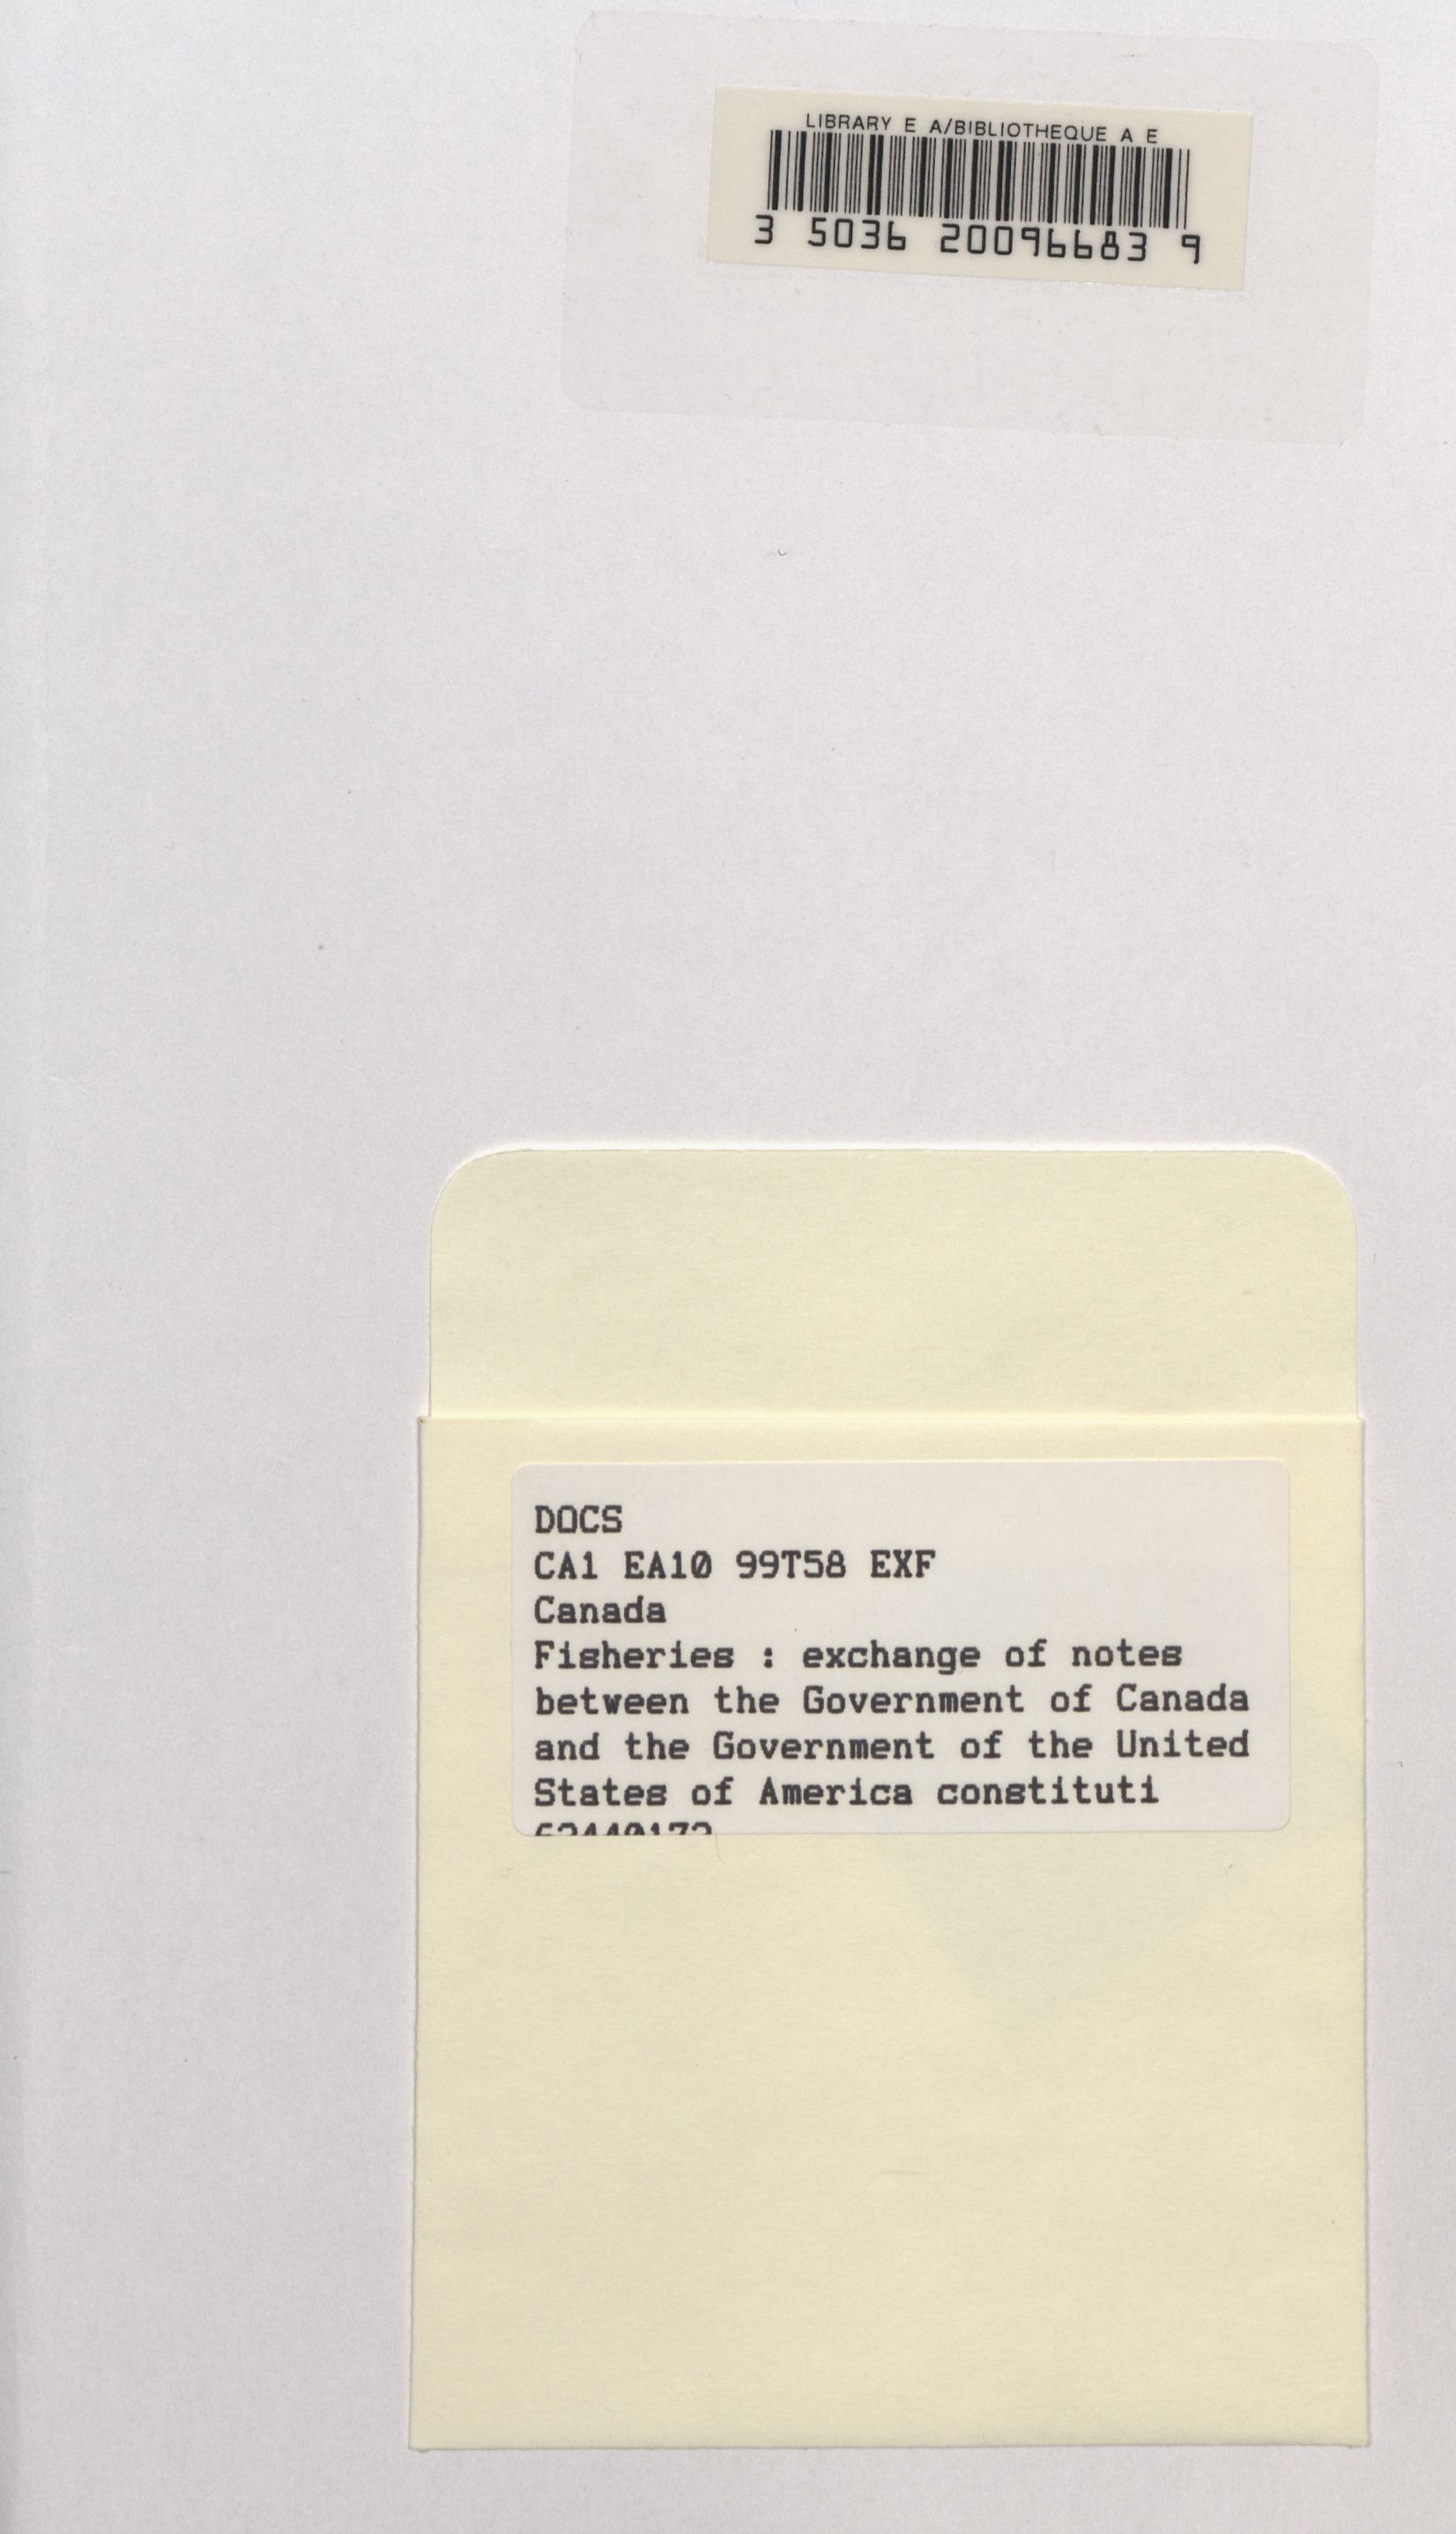 LIBRARY E A/BIBLIOTHEQUE A E
3 5036 20096683 9
DOCS
CA1 EA10 99T58 EXF
Canada
Fisheries : exchange of notes
between the Government of Canada
and the Government of the United
States of America constituti